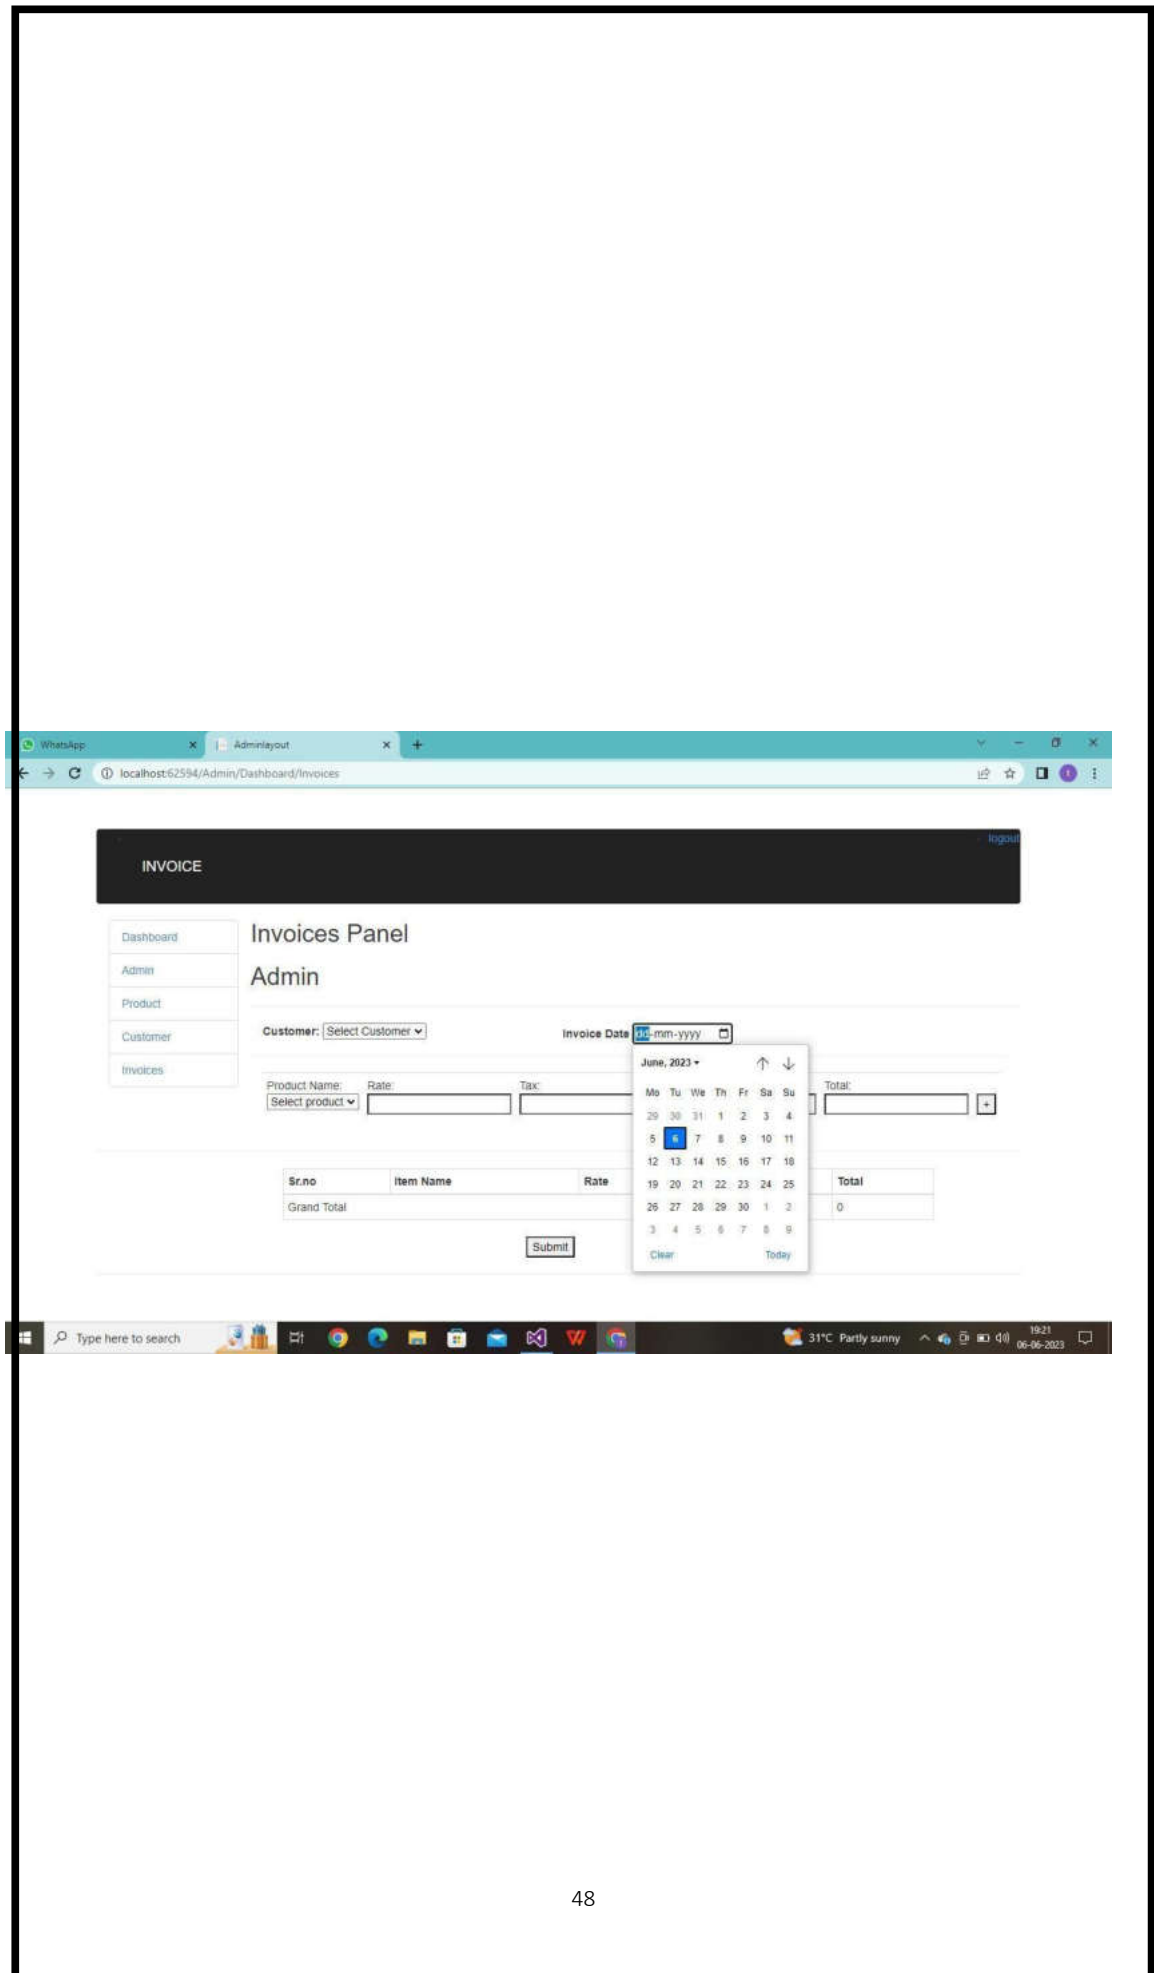 WhatsApp
Adminlayout
localhost:62594/Admin/Dashboard/Invoices
logout
INVOICE
Dashboard
Admin
Product
Customer
Invoices
Invoices Panel
Admin
Customer: Select Customer
Invoice Date dd-mm-yyyy
Product Name: Rate: Tax: Total:
Select product +
June, 2023
Mo Tu We Th Fr Sa Su
29 30 31 1 2 3 4
5 6 7 8 9 10 11
12 13 14 15 16 17 18
19 20 21 22 23 24 25
26 27 28 29 30 1 2
3 4 5 6 7 8 9
Clear Today
Sr.no Item Name Rate Total
Grand Total 0
Submit
Type here to search
31°C Partly sunny
19:21
06-06-2023
48